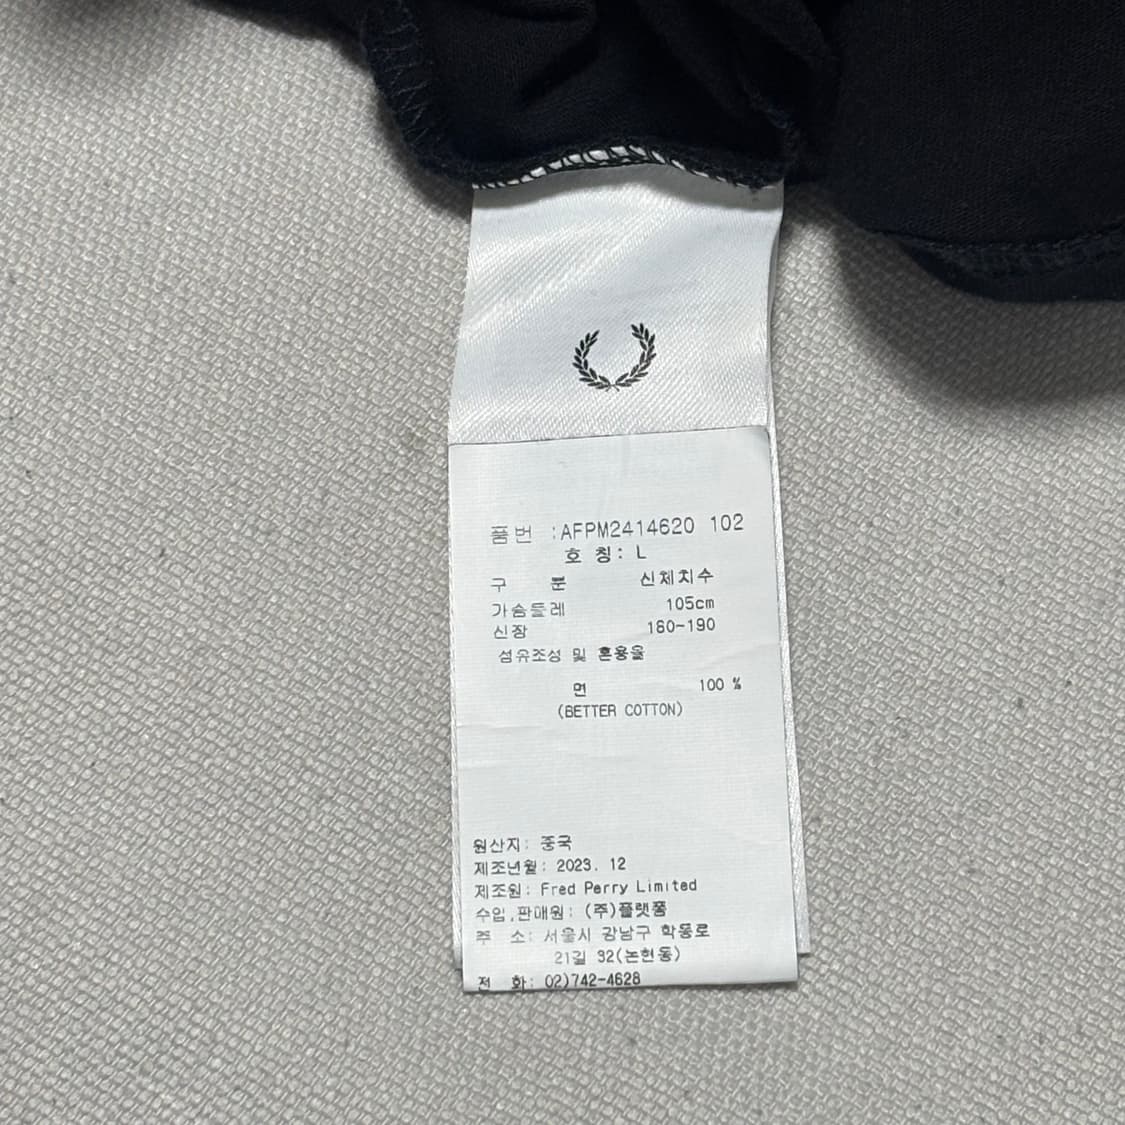 품번 :AFPM2414620 102
호 칭: L
구 분 신체치수
가슴둘레 105cm
신장 180-190
섬유조성 및 혼용율
면 100 %
(BETTER COTTON)
원산지: 중국
제조년월: 2023. 12
제조원: Fred Perry Limited
수입,판매원: (주)플랫폼
주 소: 서울시 강남구 학동로
21길 32(논현동)
전 화: 02)742-4628